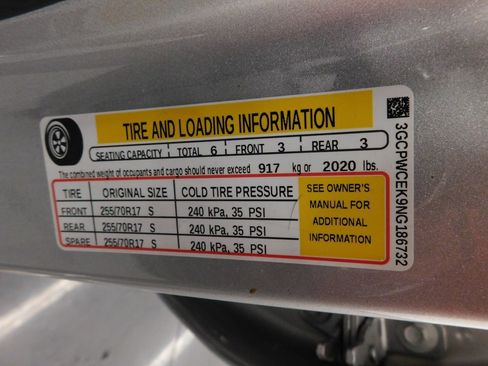 TIRE AND LOADING INFORMATION
SEATING CAPACITY TOTAL 6 FRONT 3 REAR 3
The combined weight of occupants and cargo should never exceed 917 kg or 2020 lbs.
TIRE ORIGINAL SIZE COLD TIRE PRESSURE
FRONT 255/70R17 S 240 kPa, 35 PSI
REAR 255/70R17 S 240 kPa, 35 PSI
SPARE 255/70R17 S 240 kPa, 35 PSI
SEE OWNER'S
MANUAL FOR
ADDITIONAL
INFORMATION
3GCPWCEK9NG186732